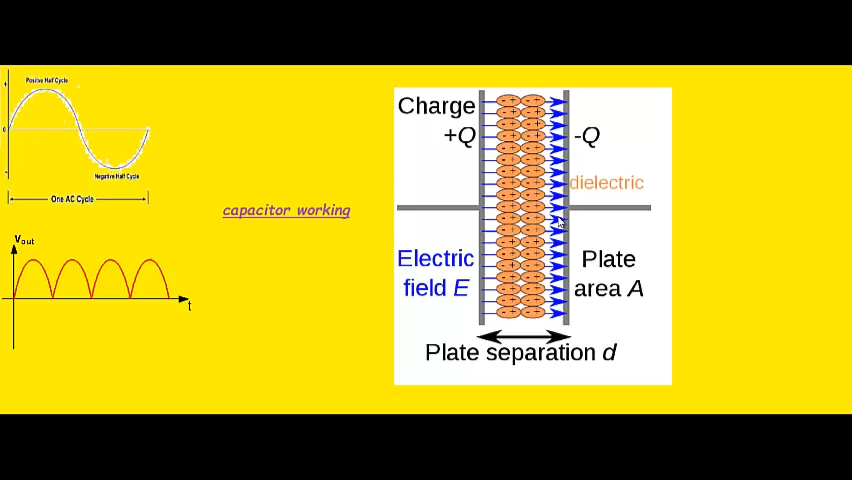 Positive Half Cycle
+
0
-
Negative Half Cycle
One AC Cycle
Vout
t
capacitor working
Charge
+Q
-Q
dielectric
Electric
field E
Plate
area A
Plate separation d